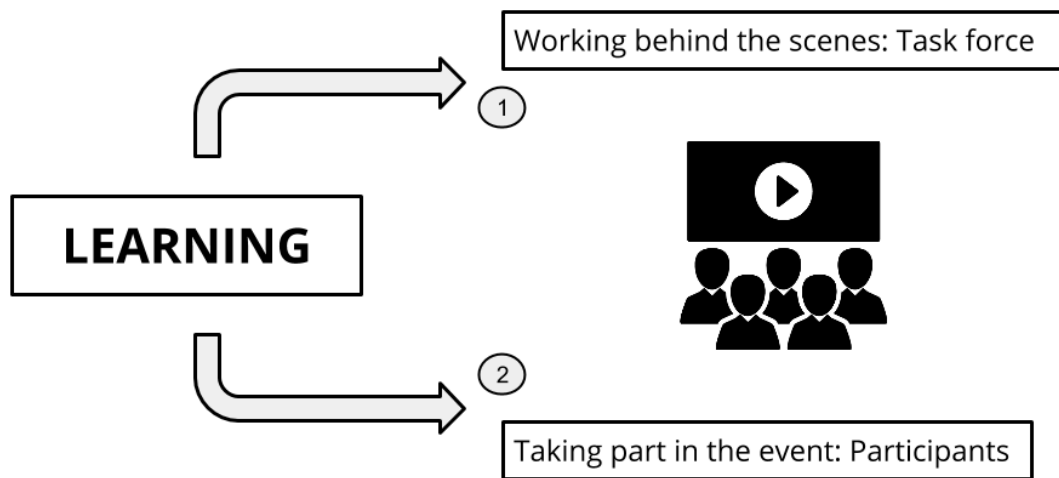 Working behind the scenes: Task force
1
LEARNING
2
Taking part in the event: Participants